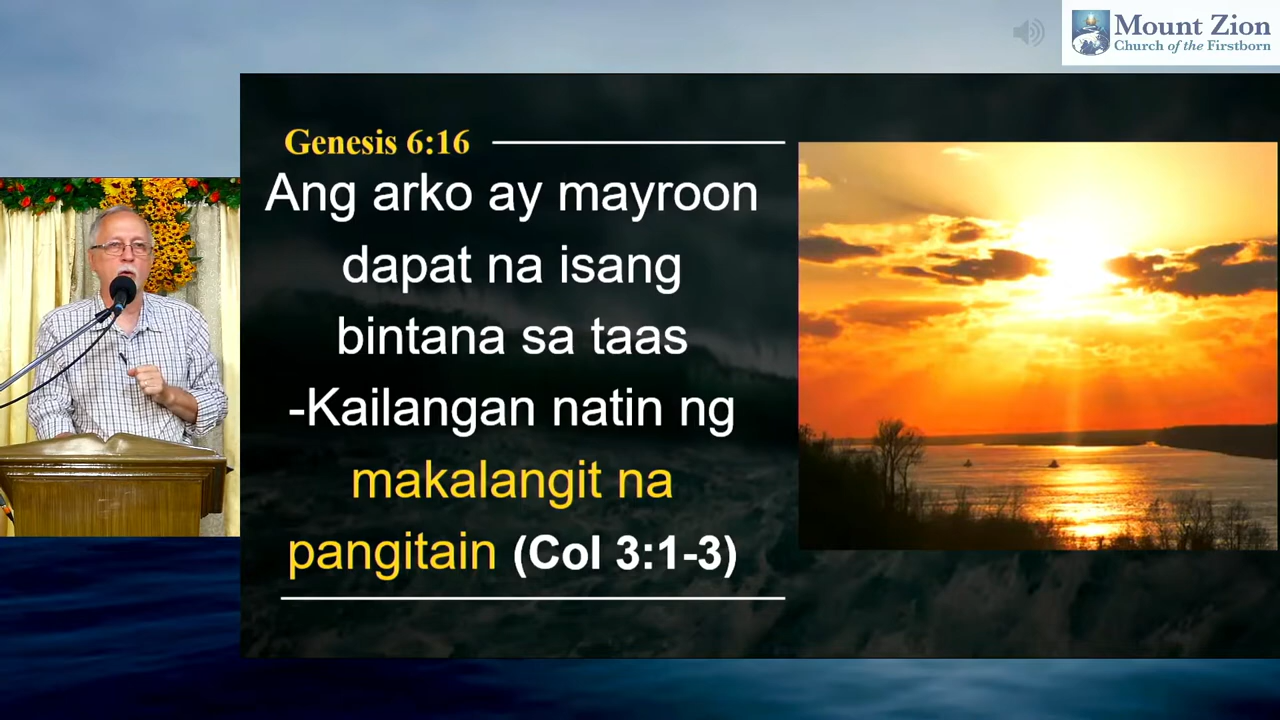 Mount Zion
Church of the Firstborn
Genesis 6:16
Ang arko ay mayroon
dapat na isang
bintana sa taas
-Kailangan natin ng
makalangit na
pangitain (Col 3:1-3)